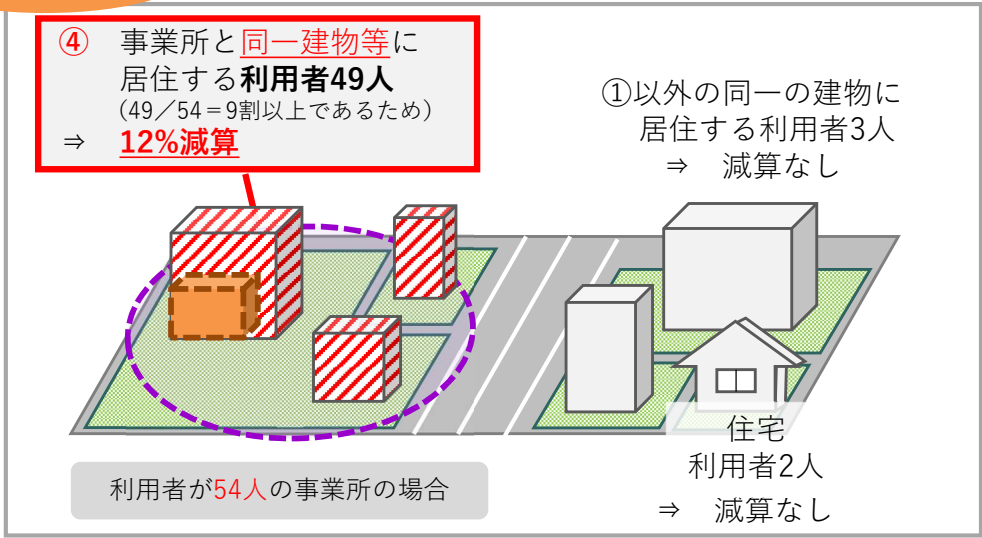 ④ 事業所と同一建物等に
居住する利用者49人
(49／54＝9割以上であるため)
⇒ 12%減算
①以外の同一の建物に
居住する利用者3人
⇒ 減算なし
住宅
利用者2人
⇒ 減算なし
利用者が54人の事業所の場合